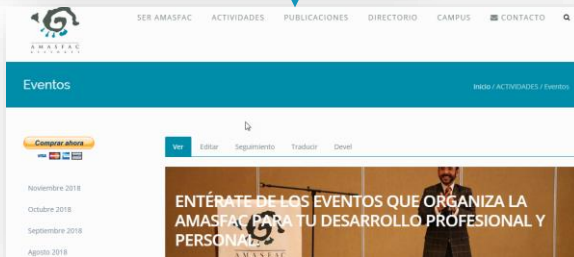 SER AMASFAC ACTIVIDADES PUBLICACIONES DIRECTORIO CAMPUS CONTACTO
AMASFAC
Eventos
Inicio / ACTIVIDADES / Eventos
Comprar ahora
Ver Editar Seguimiento Traducir Devel
Noviembre 2018
Octubre 2018
Septiembre 2018
Agosto 2018
ENTÉRATE DE LOS EVENTOS QUE ORGANIZA LA
AMASFAC PARA TU DESARROLLO PROFESIONAL Y
PERSONAL
AMASFAC